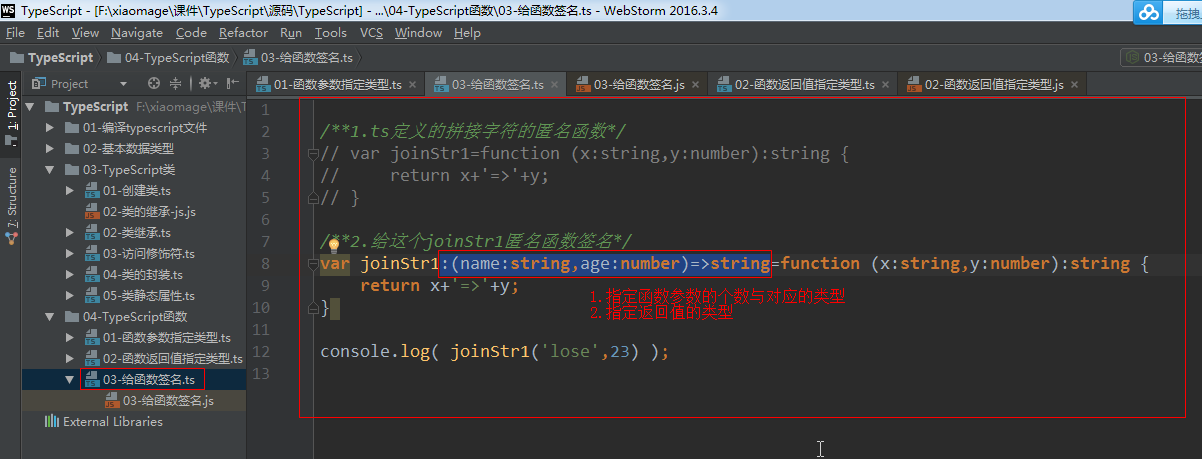 WS TypeScript - [F:\xiaomage\课件\TypeScript\源码\TypeScript] - ...\04-TypeScript函数\03-给函数签名.ts - WebStorm 2016.3.4
拖拽
File Edit View Navigate Code Refactor Run Tools VCS Window Help
TypeScript 04-TypeScript函数 03-给函数签名.ts
03-给函数签
Project
01-函数参数指定类型.ts × 03-给函数签名.ts × 03-给函数签名.js × 02-函数返回值指定类型.ts × 02-函数返回值指定类型.js ×
1: Project
7: Structure
TypeScript F:\xiaomage\课件\T
01-编译typescript文件
02-基本数据类型
03-TypeScript类
01-创建类.ts
02-类的继承-js.js
02-类继承.ts
03-访问修饰符.ts
04-类的封装.ts
05-类静态属性.ts
04-TypeScript函数
01-函数参数指定类型.ts
02-函数返回值指定类型.ts
03-给函数签名.ts
03-给函数签名.js
External Libraries
1
2 /**1.ts定义的拼接字符的匿名函数*/
3 // var joinStr1=function (x:string,y:number):string {
4 // return x+'=>'+y;
5 // }
6
7 /**2.给这个joinStr1匿名函数签名*/
8 var joinStr1:(name:string,age:number)=>string=function (x:string,y:number):string {
9 return x+'=>'+y;
10 }
11
12 console.log( joinStr1('lose',23) );
13
1.指定函数参数的个数与对应的类型
2.指定返回值的类型